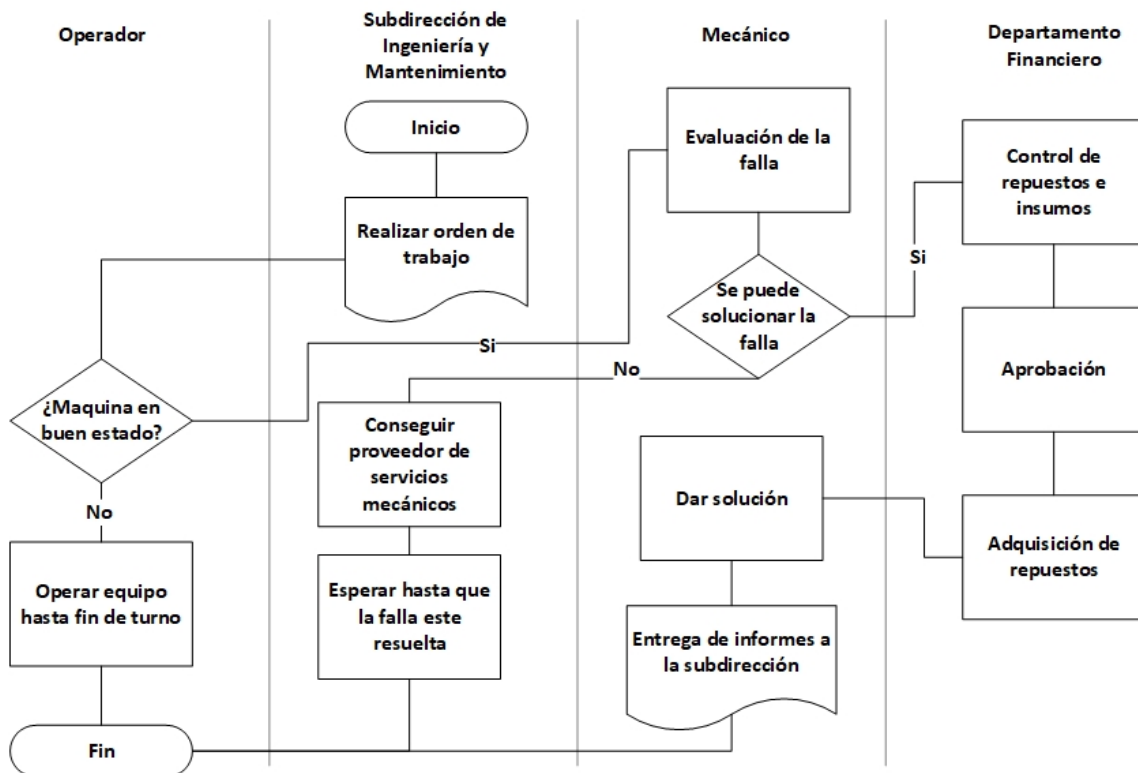 Operador
Subdirección de
Ingeniería y
Mantenimiento
Mecánico
Departamento
Financiero
Inicio
Realizar orden de
trabajo
¿Maquina en
buen estado?
Si
No
Operar equipo
hasta fin de turno
Fin
Evaluación de la
falla
Se puede
solucionar la
falla
Si
No
Conseguir
proveedor de
servicios
mecánicos
Esperar hasta que
la falla este
resuelta
Control de
repuestos e
insumos
Aprobación
Adquisición de
repuestos
Dar solución
Entrega de informes a
la subdirección